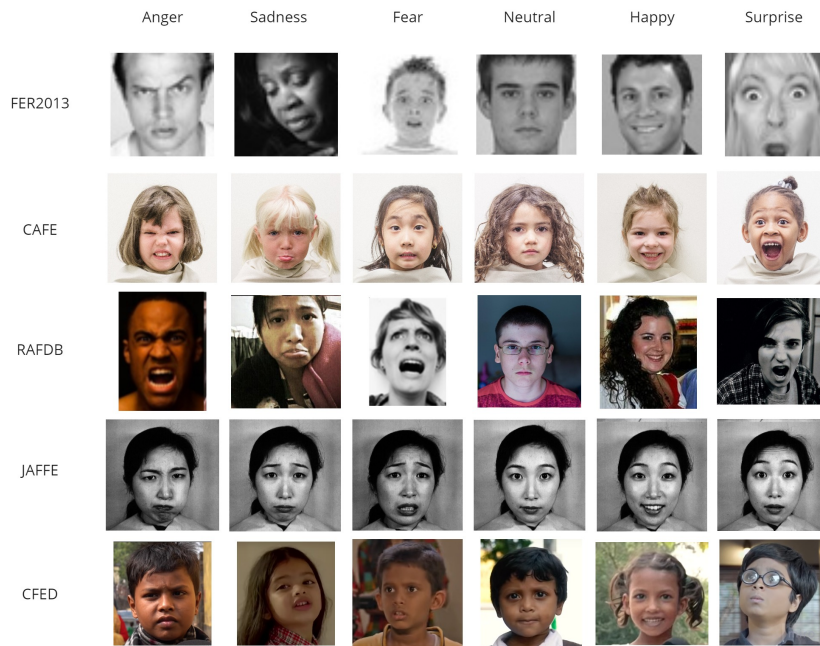 Anger Sadness Fear Neutral Happy Surprise
FER2013
CAFE
RAFDB
JAFFE
CFED